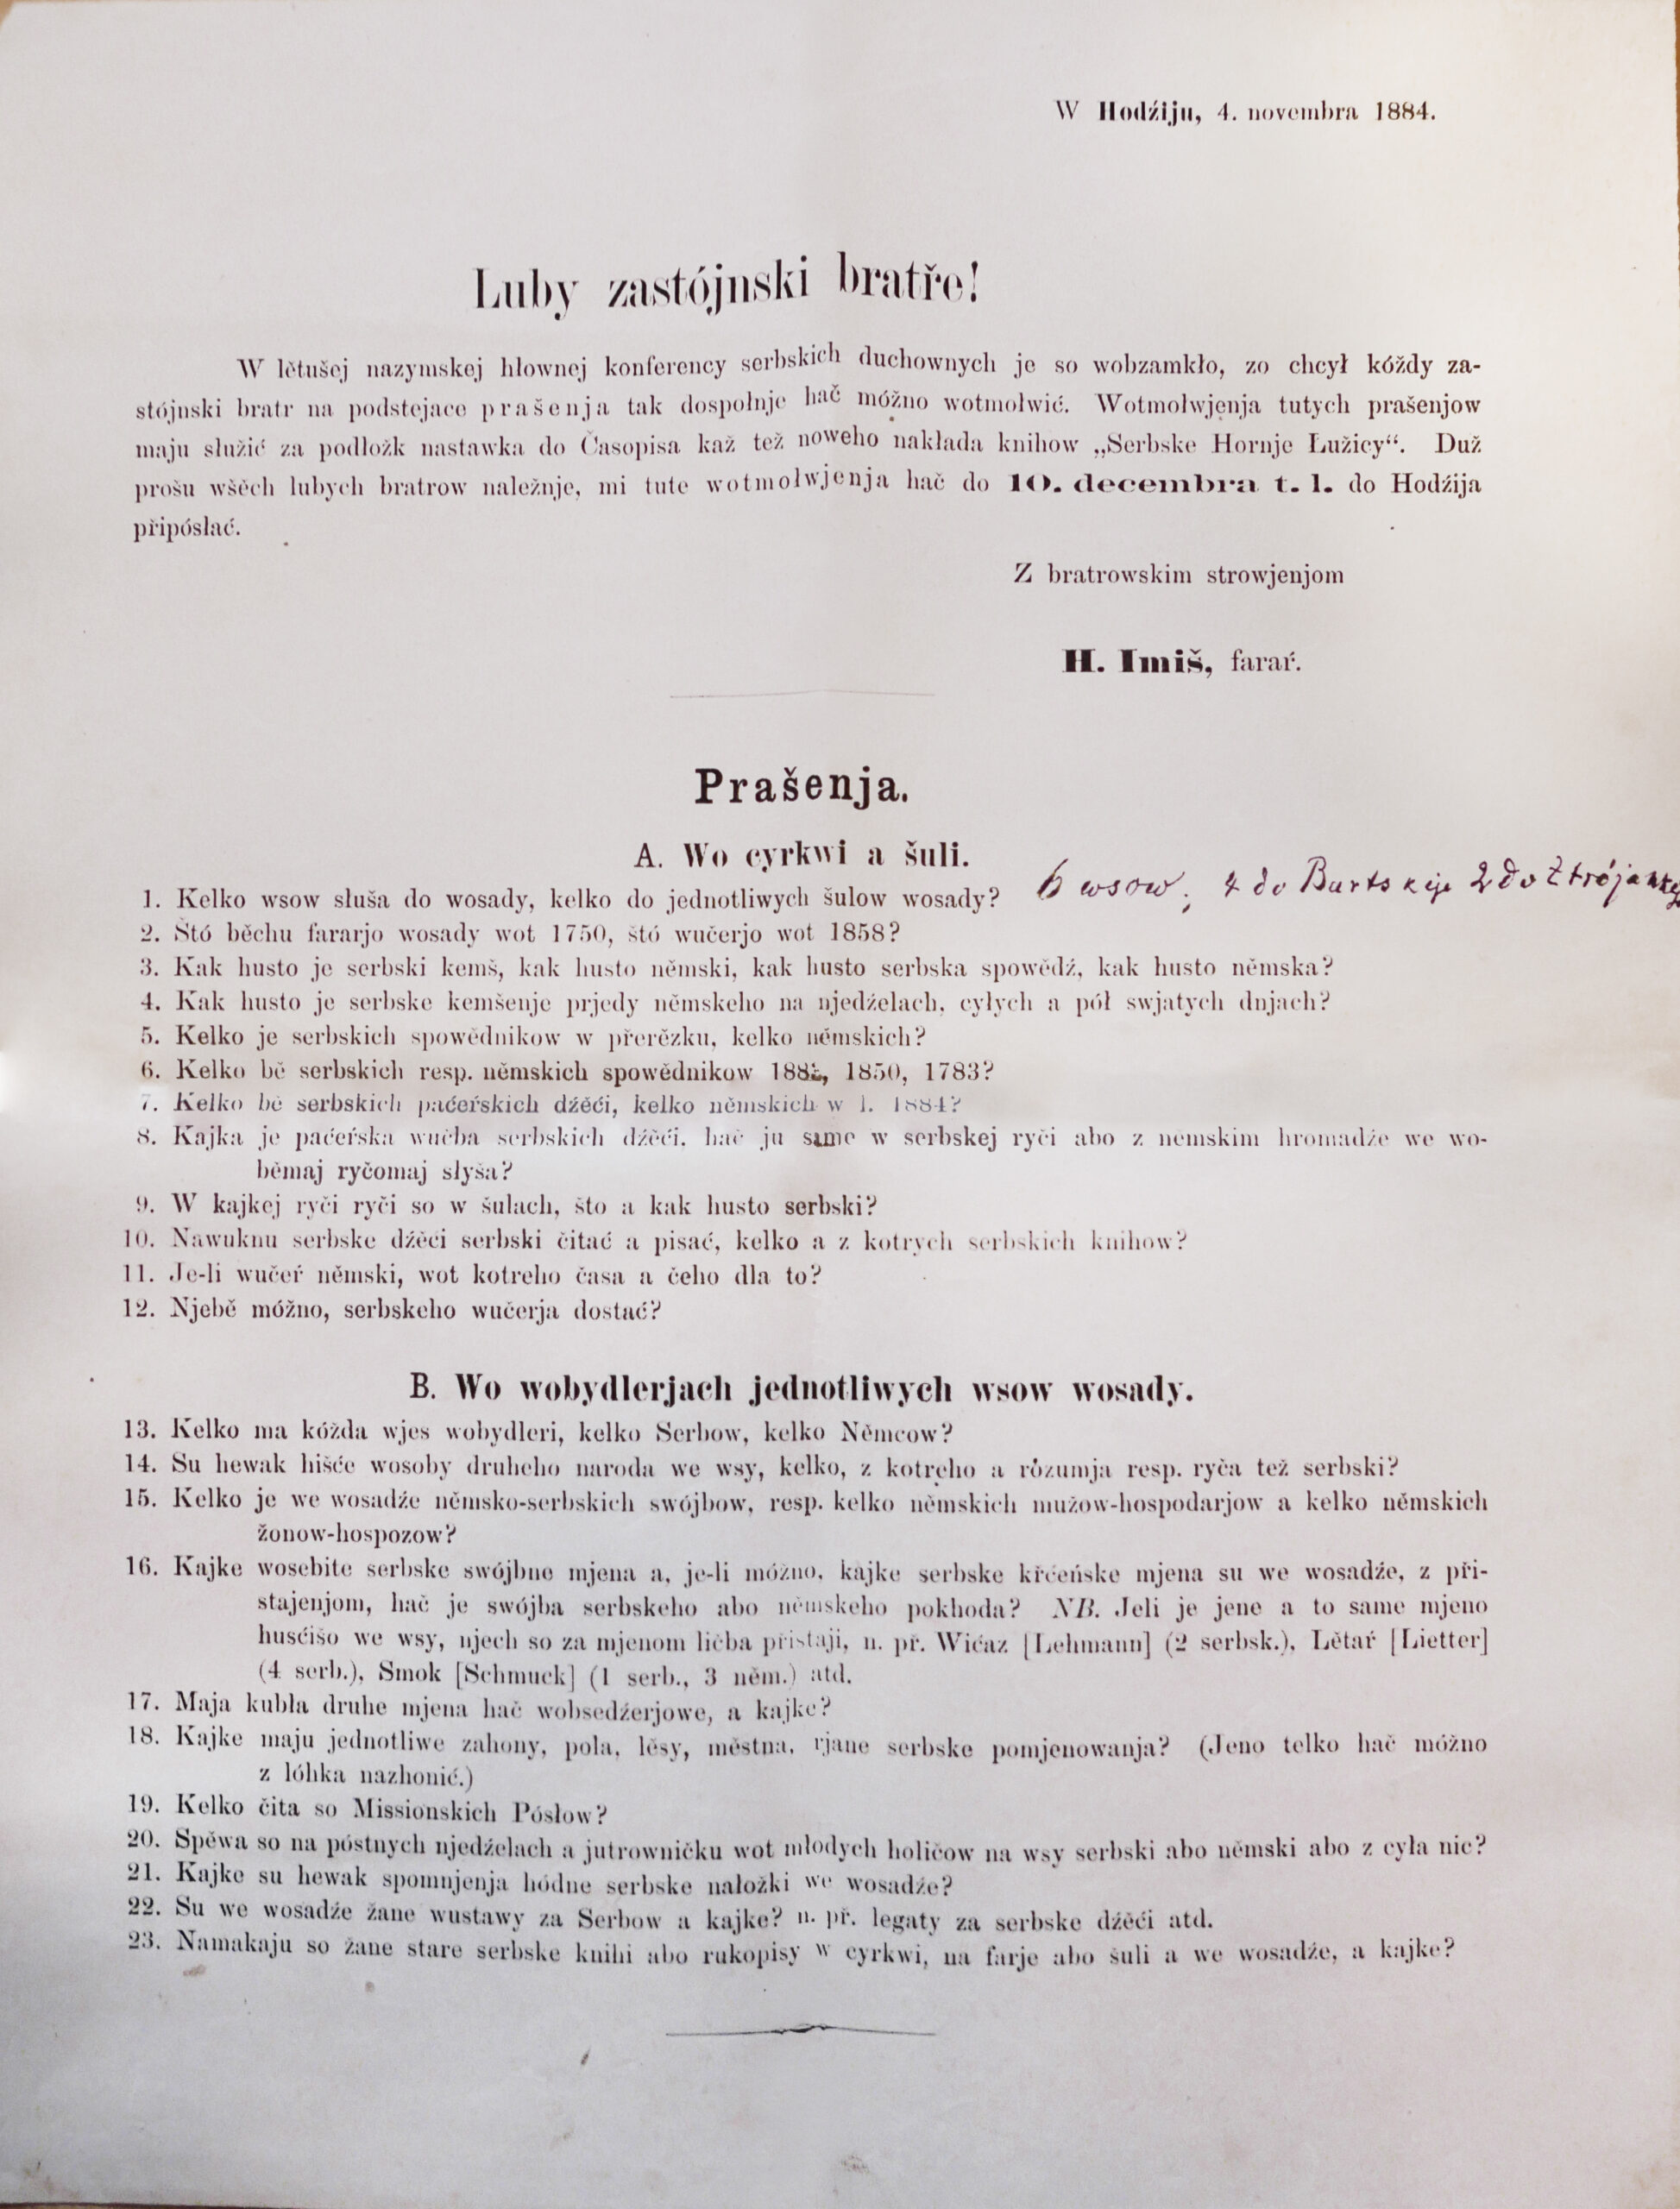 W Hodźiju, 4. novembra 1884.
Luby zastójnski bratře!
W lětušej nazymskej hłownej konferency serbskich duchownych je so wobzamkło, zo chcył kóždy za-
stójnski bratr na podstejace prašenja tak dospołnje hač móžno wotmołwić. Wotmołwjenja tutych prašenjow
maju słužić za podłožk nastawka do Časopisa kaž tež noweho nakłada knihow „Serbske Hornje Łužicy“. Duž
prošu wšěch lubych bratrow naležnje, mi tute wotmołwjenja hač do 10. decembra t. l. do Hodźija
připósłać.
Z bratrowskim strowjenjom
H. Imiš, farań.
Prašenja.
A. Wo cyrkwi a šuli.
1. Kelko wsow słuša do wosady, kelko do jednotliwych šulow wosady? 6 wsow; 4 do 2 do
2. Štó běchu fararjo wosady wot 1750, štó wučerjo wot 1858?
3. Kak husto je serbski kemš, kak husto němski, kak husto serbska spowědź, kak husto němska?
4. Kak husto je serbske kemšenje prjedy němskeho na njedźelach, cyłych a pół swjatych dnjach?
5. Kelko je serbskich spowědnikow w přerězku, kelko němskich?
6. Kelko bě serbskich resp. němskich spowědnikow 1850, 1783?
7. Kelko bě serbskich paćeŕskich dźěći, kelko němskich w l. 1884?
8. Kajka je paćeŕska wučba serbskich dźěći, hač ju same w serbskej ryči abo z němskim hromadźe we wo-
běmaj ryčomaj słyša?
9. W kajkej ryči ryči so w šulach, što a kak husto serbski?
10. Nawuknu serbske dźěći serbski čitać a pisać, kelko a z kotrych serbskich knihow?
11. Je-li wučeŕ němski, wot kotreho časa a čeho dla to?
12. Njebě móžno, serbskeho wučerja dostać?
B. Wo wobydlerjach jednotliwych wsow wosady.
13. Kelko ma kóžda wjes wobydleri, kelko Serbow, kelko Němcow?
14. Su hewak hišće wosoby druheho naroda we wsy, kelko, z kotreho a rozumja resp. ryča tež serbski?
15. Kelko je we wosadźe němsko-serbskich swójbow, resp. kelko němskich mužow-hospodarjow a kelko němskich
žonow-hospozow?
16. Kajke wosebite serbske swójbne mjena a, je-li móžno, kajke serbske křćeńske mjena su we wosadźe, z při-
stajenjom, hač je swójba serbskeho abo němskeho pokhoda? NB. Jeli je jene a to same mjeno
husćišo we wsy, njech so za mjenom ličba přistaji, n. př. Wićaz [Lehmann] (2 serbsk.), Lětaŕ [Lietter]
(4 serb.), Smok [Schmuck] (1 serb., 3 něm.) atd.
17. Maja kubła druhe mjena hač wobsedźerjowe, a kajke?
18. Kajke maju jednotliwe zahony, pola, lěsy, městna, rjane serbske pomjenowanja? (Jeno telko hač móžno
z lóhka nazhonić.)
19. Kelko čita so Missionskich Pósłow?
20. Spěwa so na póstnych njedźelach a jutrowničku wot młodych holičow na wsy serbski abo němski abo z cyła nic?
21. Kajke su hewak spomnjenja hódne serbske nałožki we wosadźe?
22. Su we wosadźe žane wustawy za Serbow a kajke? n. př. legaty za serbske dźěći atd.
23. Namakaju so žane stare serbske knihi abo rukopisy w cyrkwi, na farje abo šuli a we wosadźe, a kajke?